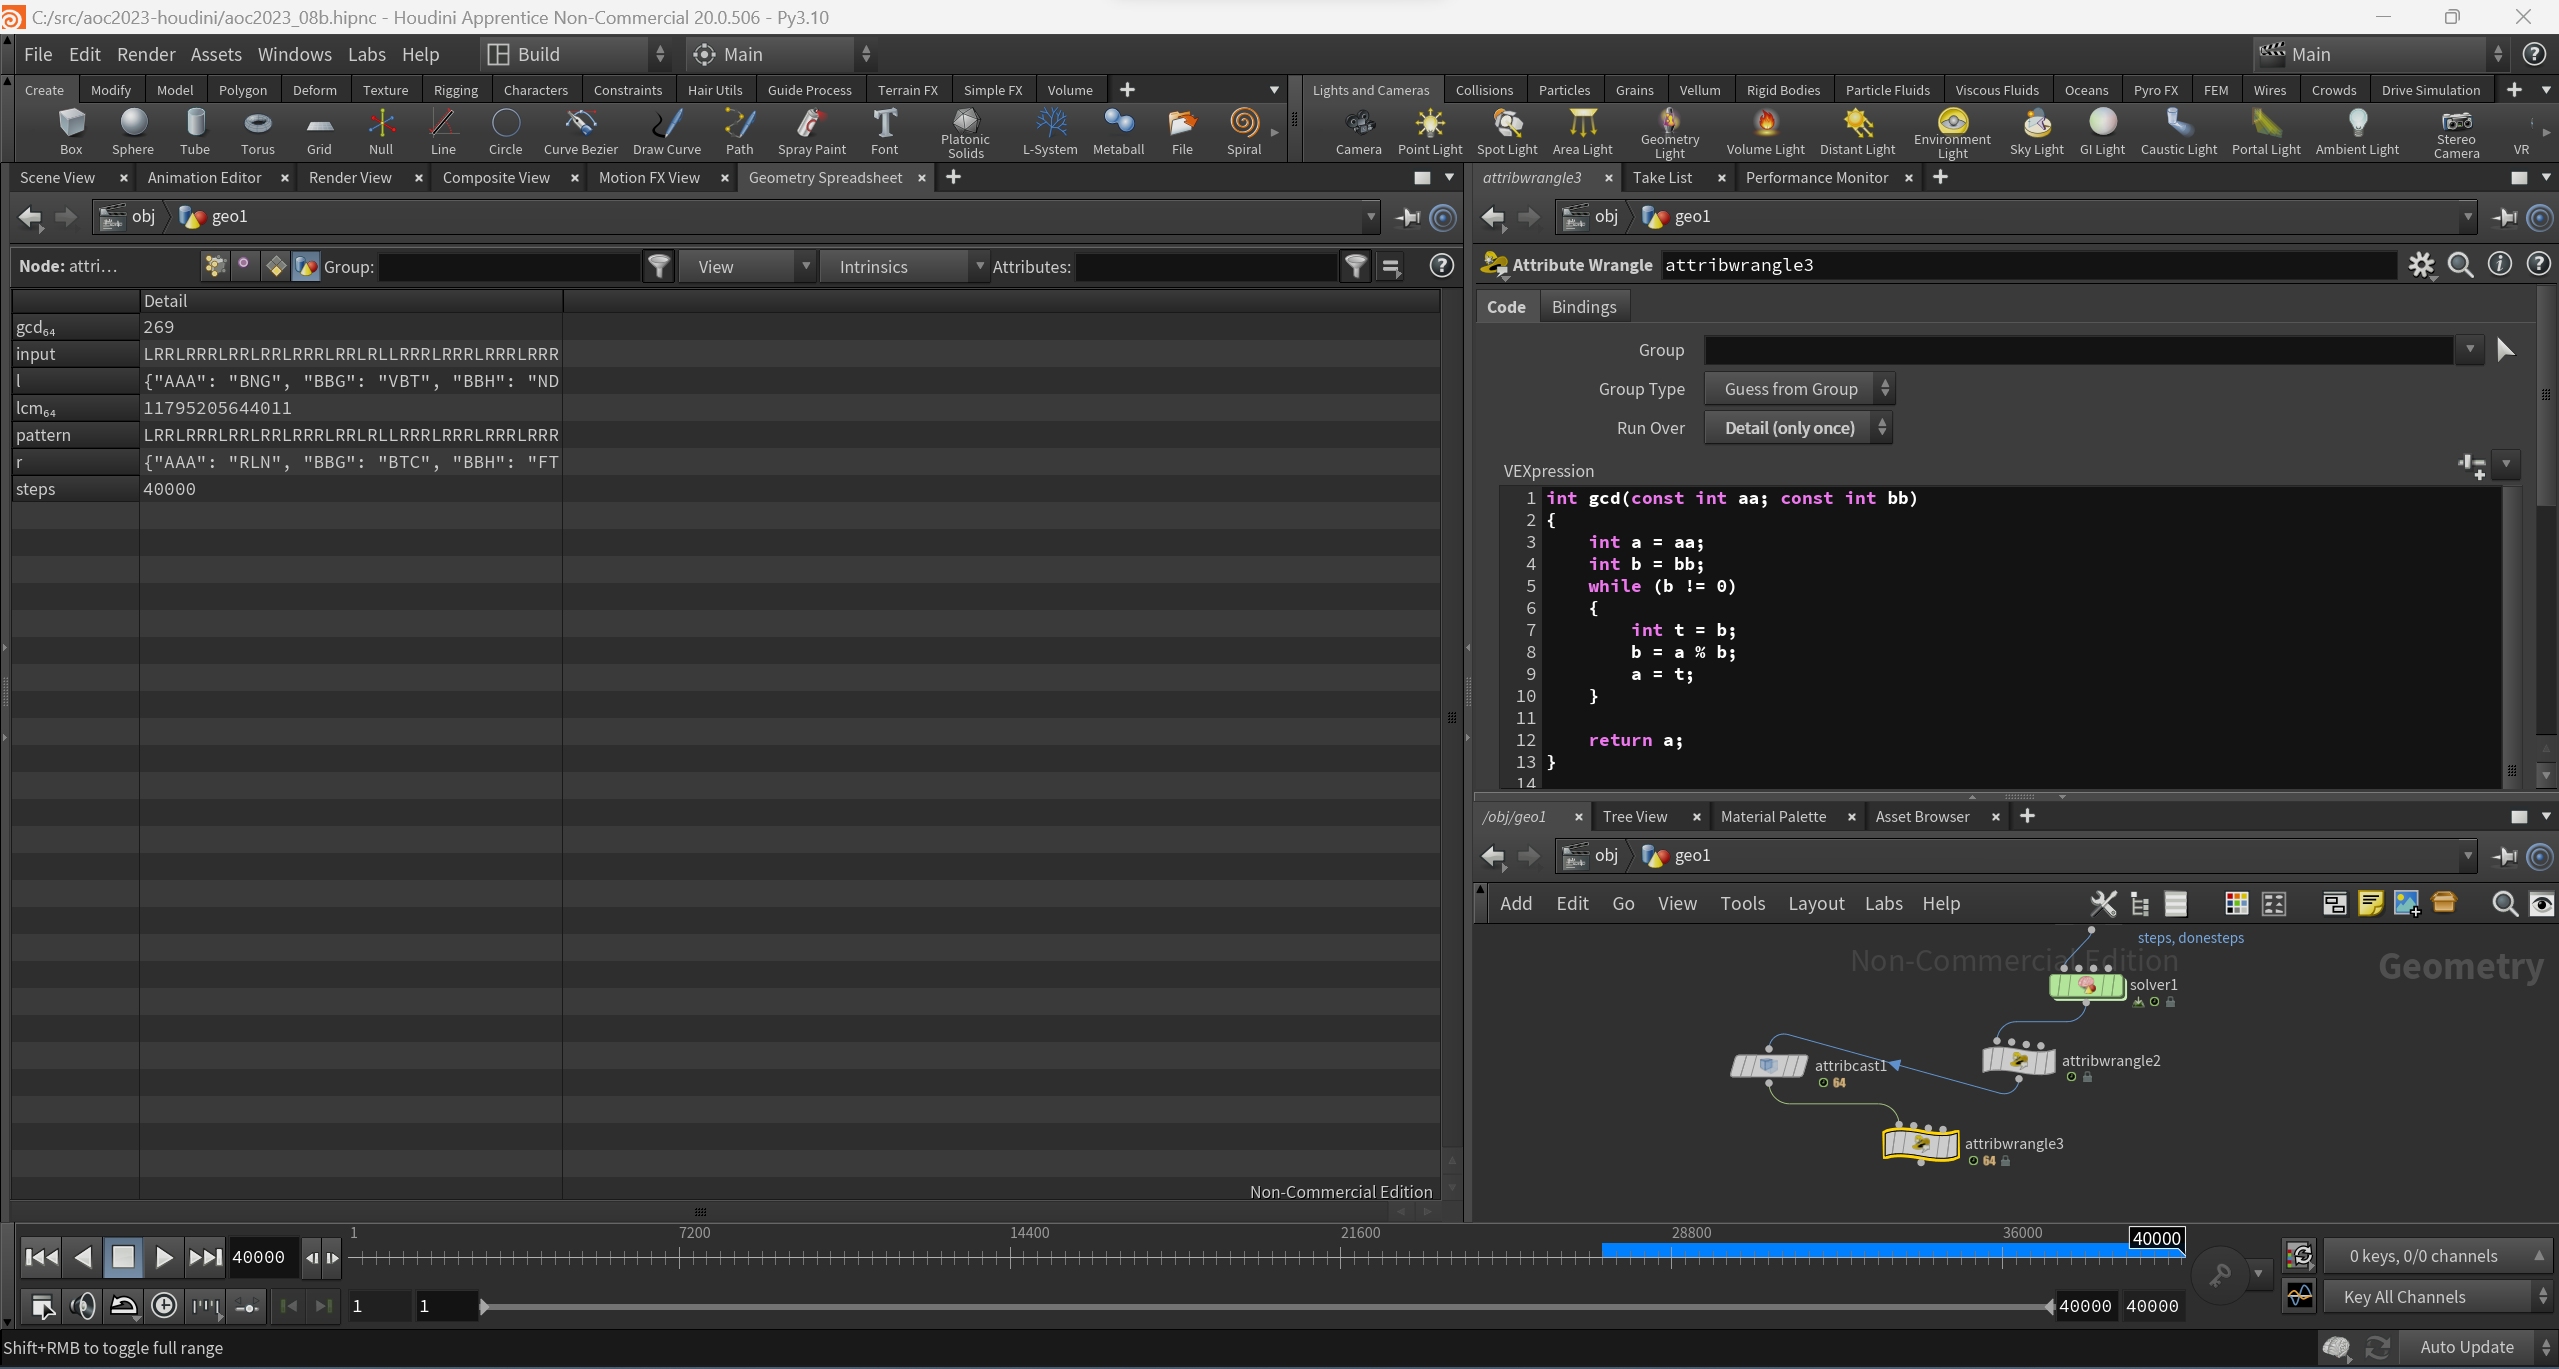 C:/src/aoc2023-houdini/aoc2023_08b.hipnc - Houdini Apprentice Non-Commercial 20.0.506 - Py3.10
File Edit Render Assets Windows Labs Help Build Main Main
Create Modify Model Polygon Deform Texture Rigging Characters Constraints Hair Utils Guide Process Terrain FX Simple FX Volume
Lights and Cameras Collisions Particles Grains Vellum Rigid Bodies Particle Fluids Viscous Fluids Oceans Pyro FX FEM Wires Crowds Drive Simulation
Box Sphere Tube Torus Grid Null Line Circle Curve Bezier Draw Curve Path Spray Paint Font Platonic Solids L-System Metaball File Spiral
Camera Point Light Spot Light Area Light Geometry Light Volume Light Distant Light Environment Light Sky Light GI Light Caustic Light Portal Light Ambient Light Stereo Camera VR
Scene View Animation Editor Render View Composite View Motion FX View Geometry Spreadsheet
obj geo1
Node: attri... Group: View Intrinsics Attributes:
Detail
gcd64 269
input LRRLRRRLRRLRRLRRRLRRLRLLRRRLRRRLRRRLRRR
l {"AAA": "BNG", "BBG": "VBT", "BBH": "ND
lcm64 11795205644011
pattern LRRLRRRLRRLRRLRRRLRRLRLLRRRLRRRLRRRLRRR
r {"AAA": "RLN", "BBG": "BTC", "BBH": "FT
steps 40000
Non-Commercial Edition
attribwrangle3 Take List Performance Monitor
obj geo1
Attribute Wrangle attribwrangle3
Code Bindings
Group
Group Type Guess from Group
Run Over Detail (only once)
VEXpression
1 int gcd(const int aa; const int bb)
2 {
3 int a = aa;
4 int b = bb;
5 while (b != 0)
6 {
7 int t = b;
8 b = a % b;
9 a = t;
10 }
11
12 return a;
13 }
14
/obj/geo1 Tree View Material Palette Asset Browser
obj geo1
Add Edit Go View Tools Layout Labs Help
steps, donesteps
Non-Commercial Edition
Geometry
solver1
attribwrangle2
attribcast1
64
attribwrangle3
64
1 7200 14400 21600 28800 36000 40000
40000
0 keys, 0/0 channels
1 1 40000 40000
Key All Channels
Shift+RMB to toggle full range
Auto Update